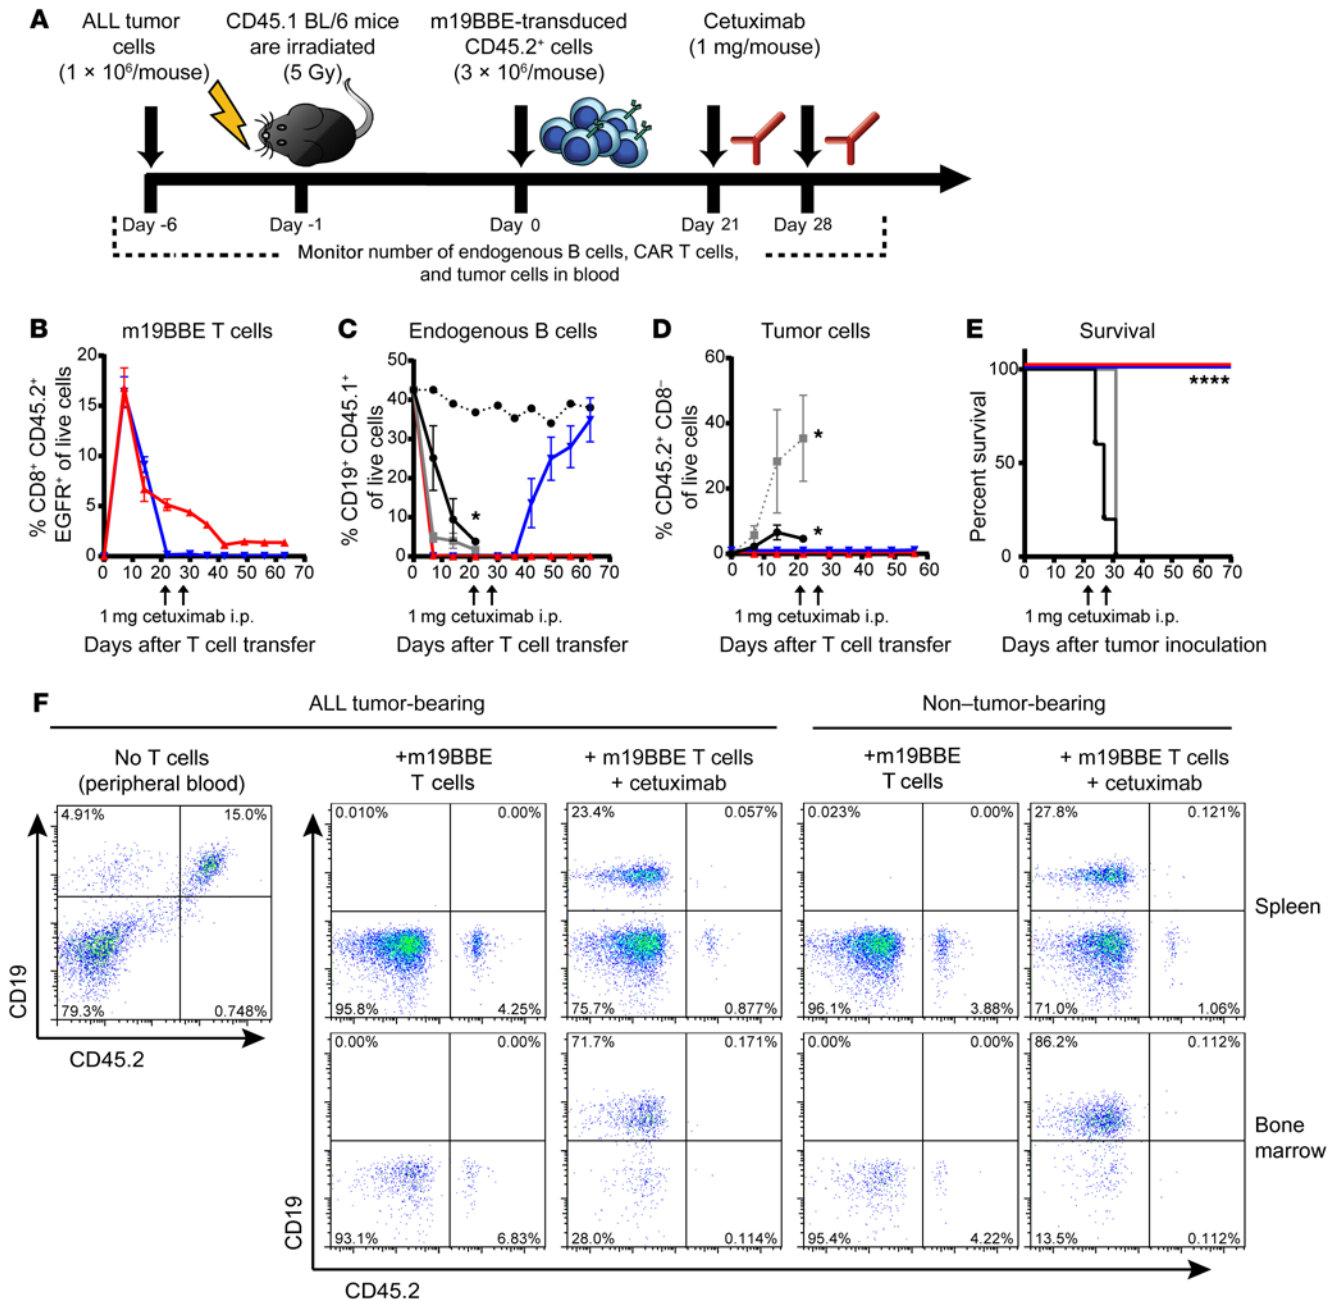 A
ALL tumor
cells
(1 × 10⁶/mouse)
CD45.1 BL/6 mice
are irradiated
(5 Gy)
m19BBE-transduced
CD45.2⁺ cells
(3 × 10⁶/mouse)
Cetuximab
(1 mg/mouse)
Day -6
Day -1
Day 0
Day 21
Day 28
Monitor number of endogenous B cells, CAR T cells,
and tumor cells in blood
B
m19BBE T cells
% CD8⁺ CD45.2⁺
EGFR⁺ of live cells
20
15
10
5
0
0 10 20 30 40 50 60 70
1 mg cetuximab i.p.
Days after T cell transfer
C
Endogenous B cells
% CD19⁺ CD45.1⁺
of live cells
50
40
30
20
10
0
*
0 10 20 30 40 50 60 70
1 mg cetuximab i.p.
Days after T cell transfer
D
Tumor cells
% CD45.2⁺ CD8⁻
of live cells
60
40
20
0
*
*
0 10 20 30 40 50 60
1 mg cetuximab i.p.
Days after T cell transfer
E
Survival
Percent survival
100
50
0
****
0 10 20 30 40 50 60 70
1 mg cetuximab i.p.
Days after tumor inoculation
F
ALL tumor-bearing
Non–tumor-bearing
No T cells
(peripheral blood)
+m19BBE
T cells
+ m19BBE T cells
+ cetuximab
+m19BBE
T cells
+ m19BBE T cells
+ cetuximab
4.91% 15.0%
79.3% 0.748%
CD19
CD45.2
0.010% 0.00%
95.8% 4.25%
23.4% 0.057%
75.7% 0.877%
0.023% 0.00%
96.1% 3.88%
27.8% 0.121%
71.0% 1.06%
Spleen
0.00% 0.00%
93.1% 6.83%
71.7% 0.171%
28.0% 0.114%
0.00% 0.00%
95.4% 4.22%
86.2% 0.112%
13.5% 0.112%
Bone
marrow
CD19
CD45.2